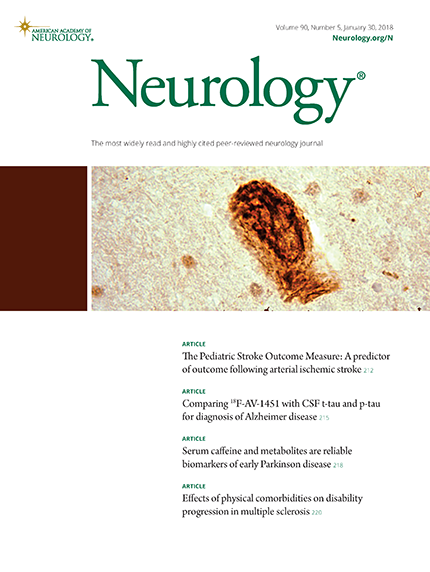 AMERICAN ACADEMY OF
NEUROLOGY®
Volume 90, Number 5, January 30, 2018
Neurology.org/N
Neurology®
The most widely read and highly cited peer-reviewed neurology journal
ARTICLE
The Pediatric Stroke Outcome Measure: A predictor
of outcome following arterial ischemic stroke 212
ARTICLE
Comparing ¹⁸F-AV-1451 with CSF t-tau and p-tau
for diagnosis of Alzheimer disease 215
ARTICLE
Serum caffeine and metabolites are reliable
biomarkers of early Parkinson disease 218
ARTICLE
Effects of physical comorbidities on disability
progression in multiple sclerosis 220